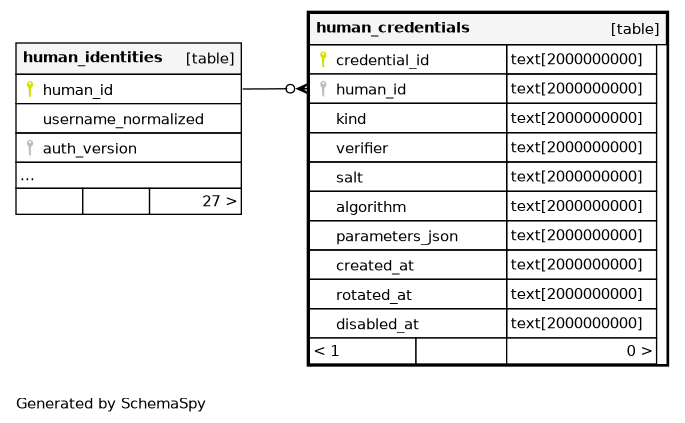 human_identities [table]
human_id
username_normalized
auth_version
...
27 >
human_credentials [table]
credential_id text[2000000000]
human_id text[2000000000]
kind text[2000000000]
verifier text[2000000000]
salt text[2000000000]
algorithm text[2000000000]
parameters_json text[2000000000]
created_at text[2000000000]
rotated_at text[2000000000]
disabled_at text[2000000000]
< 1 0 >
Generated by SchemaSpy